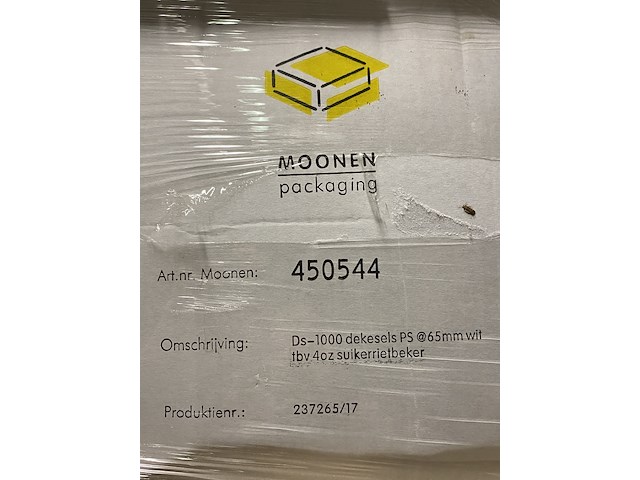 MOONEN
packaging
Art.nr. Moonen: 450544
Omschrijving: Ds-1000 dekesels PS @65mm wit
tbv 4oz suikerrietbeker
Produktienr.: 237265/17